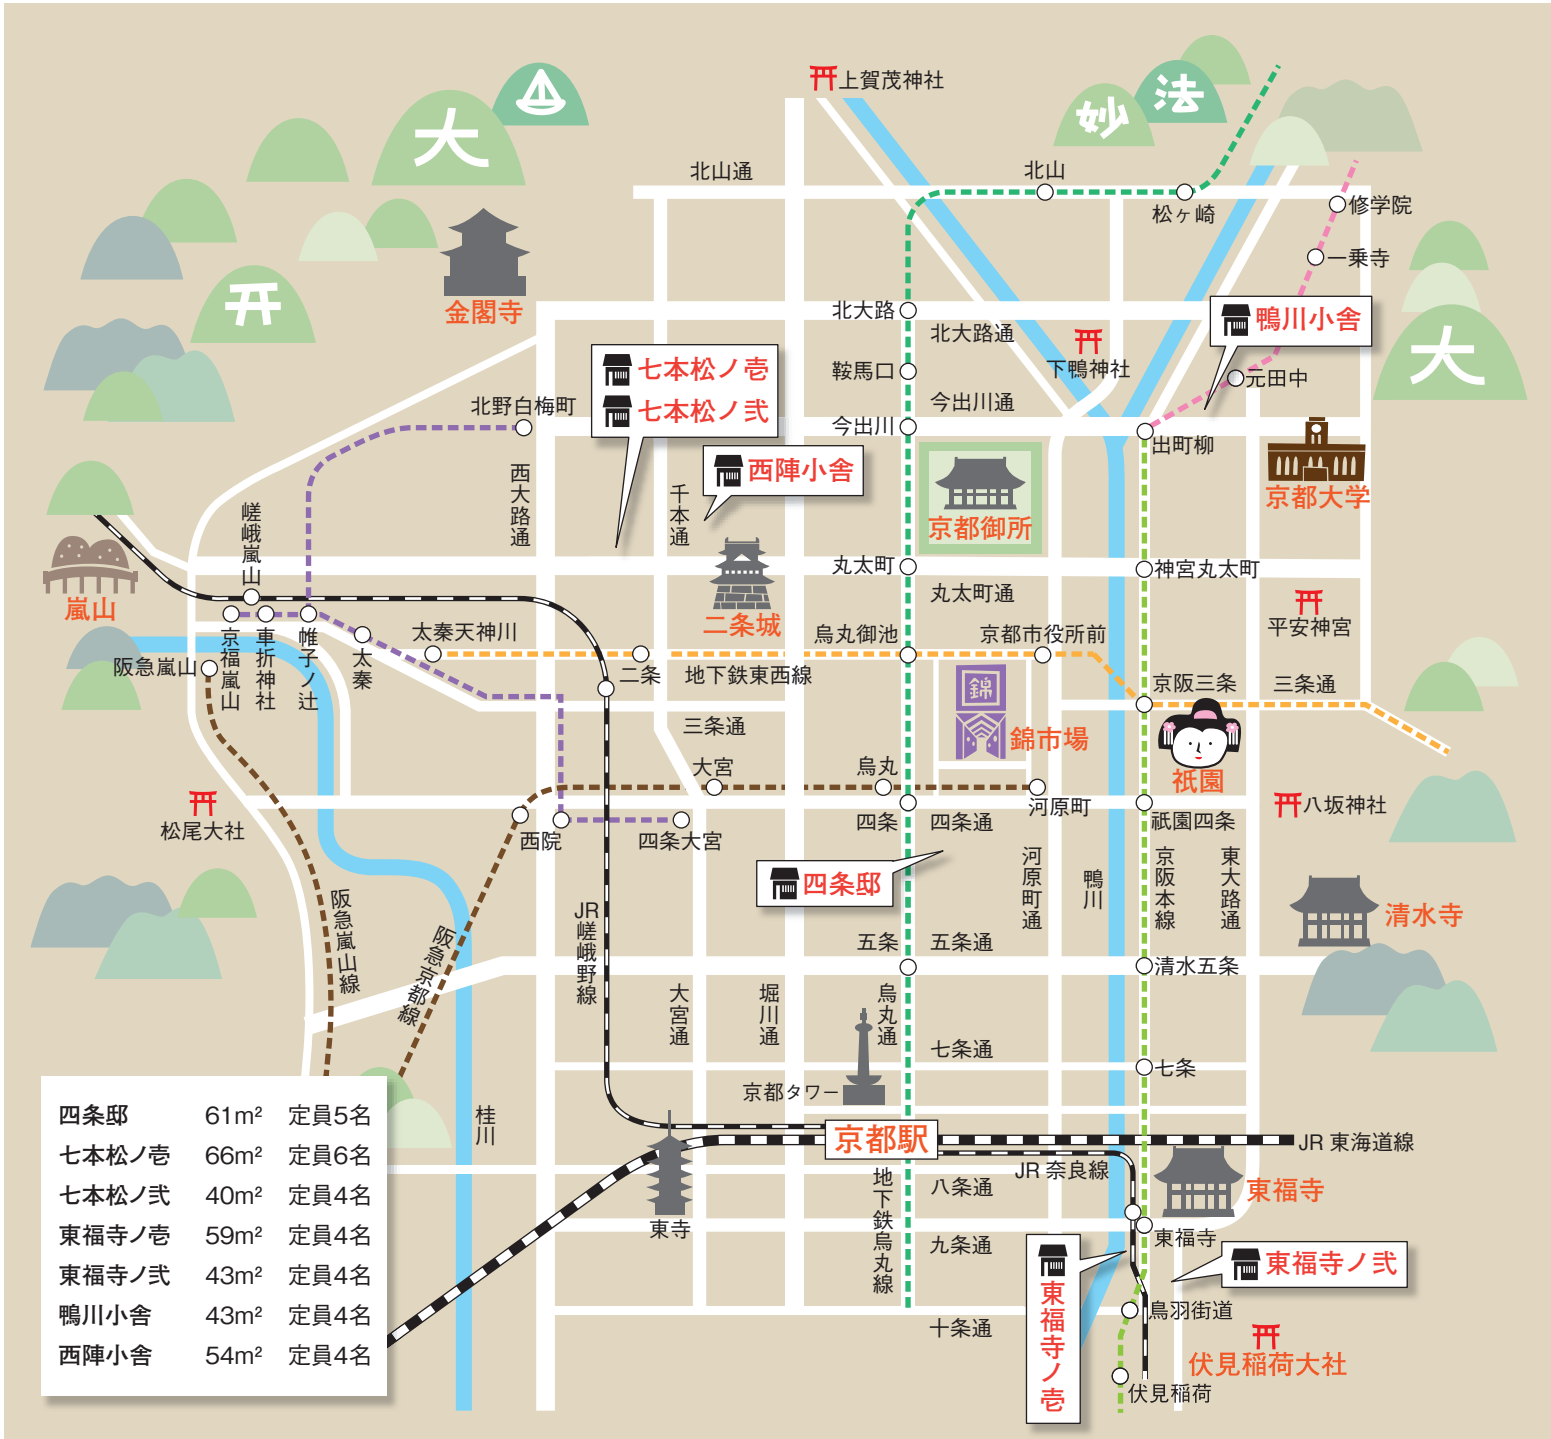 上賀茂神社
妙
法
大
北山通
北山
松ヶ崎
修学院
一乗寺
金閣寺
北大路
北大路通
鴨川小舎
下鴨神社
元田中
大
鞍馬口
七本松ノ壱
七本松ノ弐
北野白梅町
今出川通
今出川
出町柳
西陣小舎
西大路通
千本通
京都御所
京都大学
嵯峨嵐山
丸太町
神宮丸太町
丸太町通
嵐山
二条城
平安神宮
京福嵐山
車折神社
帷子ノ辻
太秦
太秦天神川
烏丸御池
京都市役所前
阪急嵐山
二条
地下鉄東西線
京阪三条
三条通
錦
錦市場
三条通
大宮
烏丸
祇園
河原町
八坂神社
松尾大社
西院
四条大宮
四条
四条通
祇園四条
四条邸
河原町通
鴨川
京阪本線
東大路通
清水寺
阪急嵐山線
阪急京都線
JR嵯峨野線
五条
五条通
清水五条
大宮通
堀川通
烏丸通
七条通
七条
京都タワー
桂川
京都駅
JR 東海道線
JR 奈良線
八条通
東福寺
東寺
地下鉄烏丸線
九条通
東福寺
東福寺ノ弐
東福寺ノ壱
鳥羽街道
十条通
伏見稲荷大社
伏見稲荷
四条邸 61m² 定員5名
七本松ノ壱 66m² 定員6名
七本松ノ弐 40m² 定員4名
東福寺ノ壱 59m² 定員4名
東福寺ノ弐 43m² 定員4名
鴨川小舎 43m² 定員4名
西陣小舎 54m² 定員4名